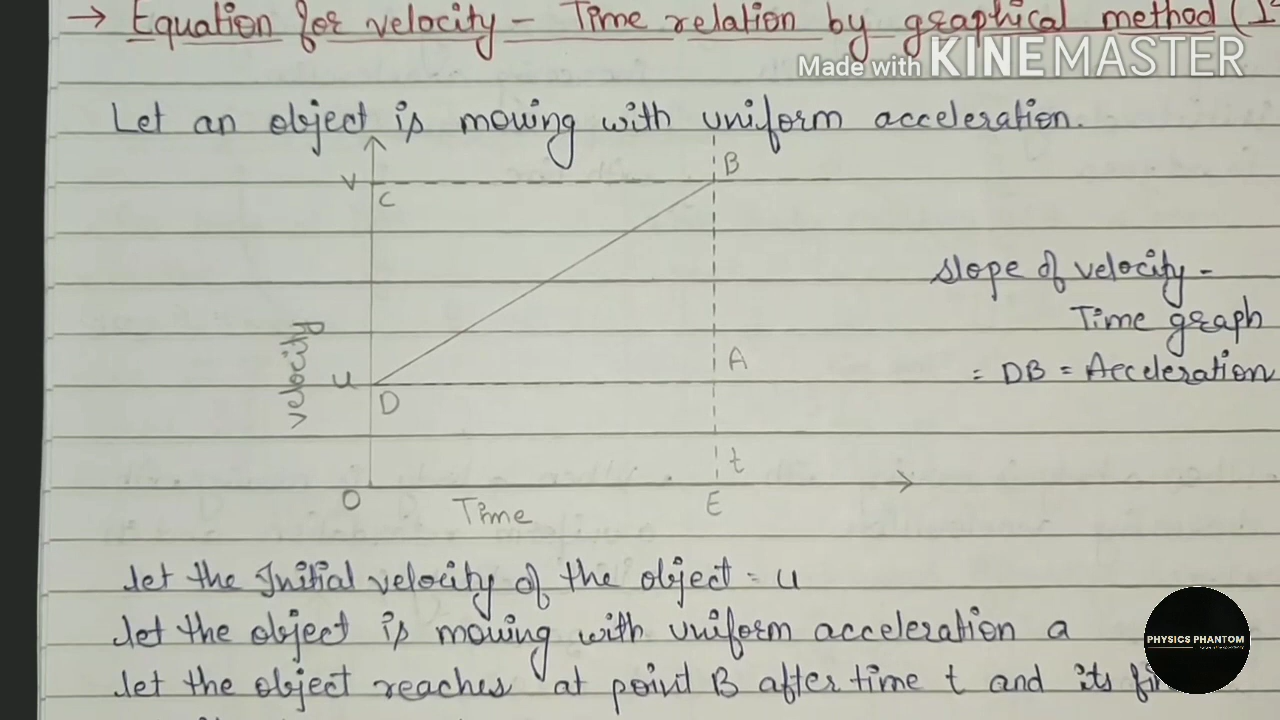 → Equation for velocity - Time relation by graphical method (1
Made with KINEMASTER
Let an object is moving with uniform acceleration.
V
B
C
slope of velocity -
Time graph
= DB = Acceleration
velocity
A
u
D
t
O
Time
E
Let the Initial velocity of the object = u
Let the object is moving with uniform acceleration a
PHYSICS PHANTOM
Let the object reaches at point B after time t and its